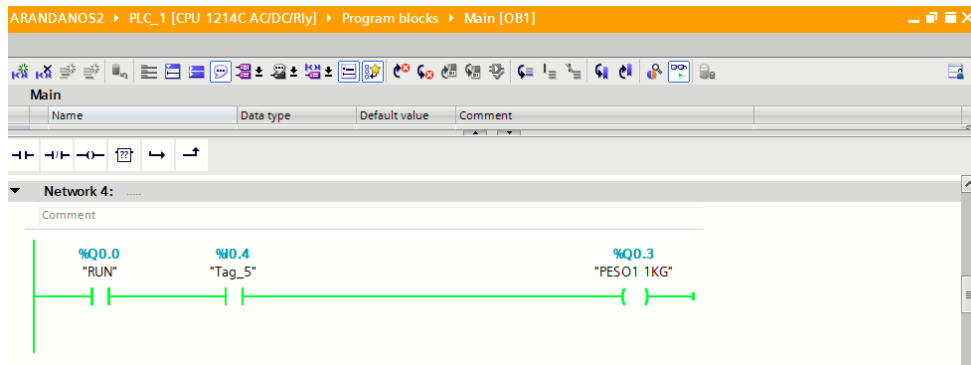 ARANDANOS2 ▸ PLC_1 [CPU 1214C AC/DC/Rly] ▸ Program blocks ▸ Main [OB1]
Main
Name Data type Default value Comment
??
Network 4: .....
Comment
%Q0.0 %I0.4 %Q0.3
"RUN" "Tag_5" "PESO1 1KG"